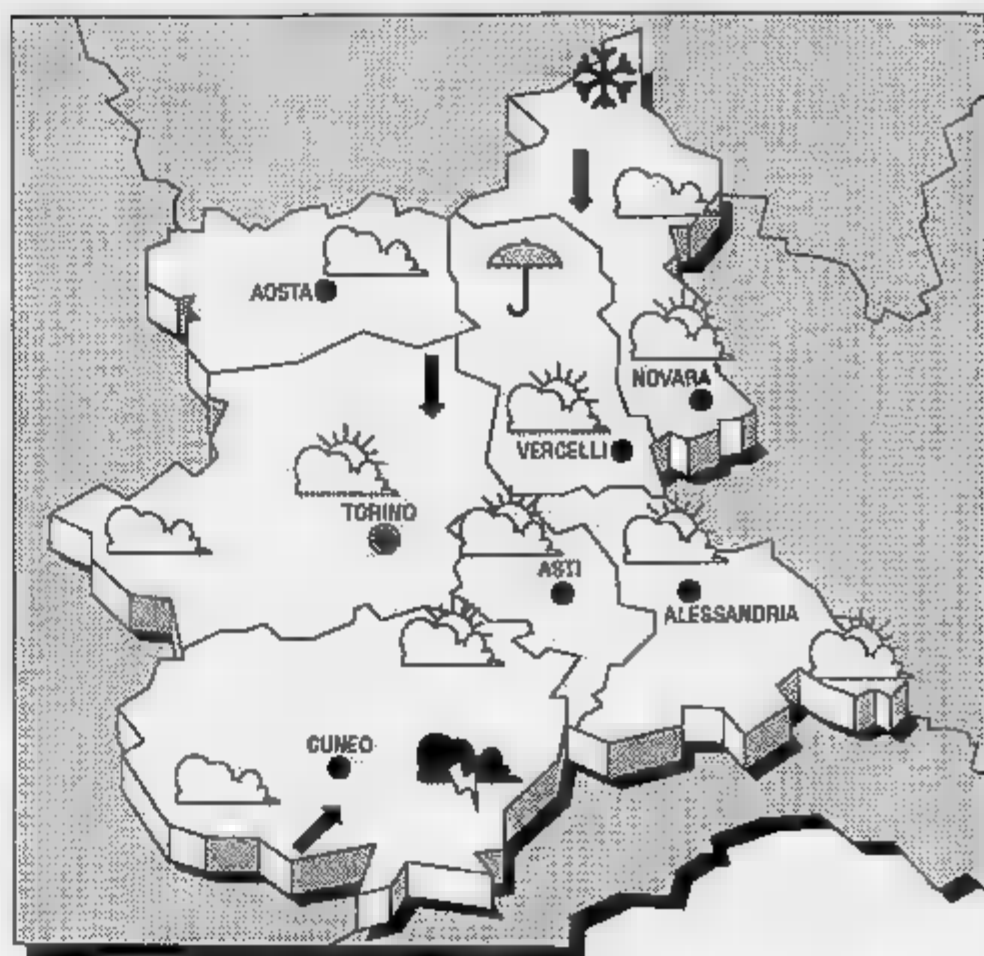 AOSTA
NOVARA
VERCELLI
TORINO
ASTI
ALESSANDRIA
CUNEO